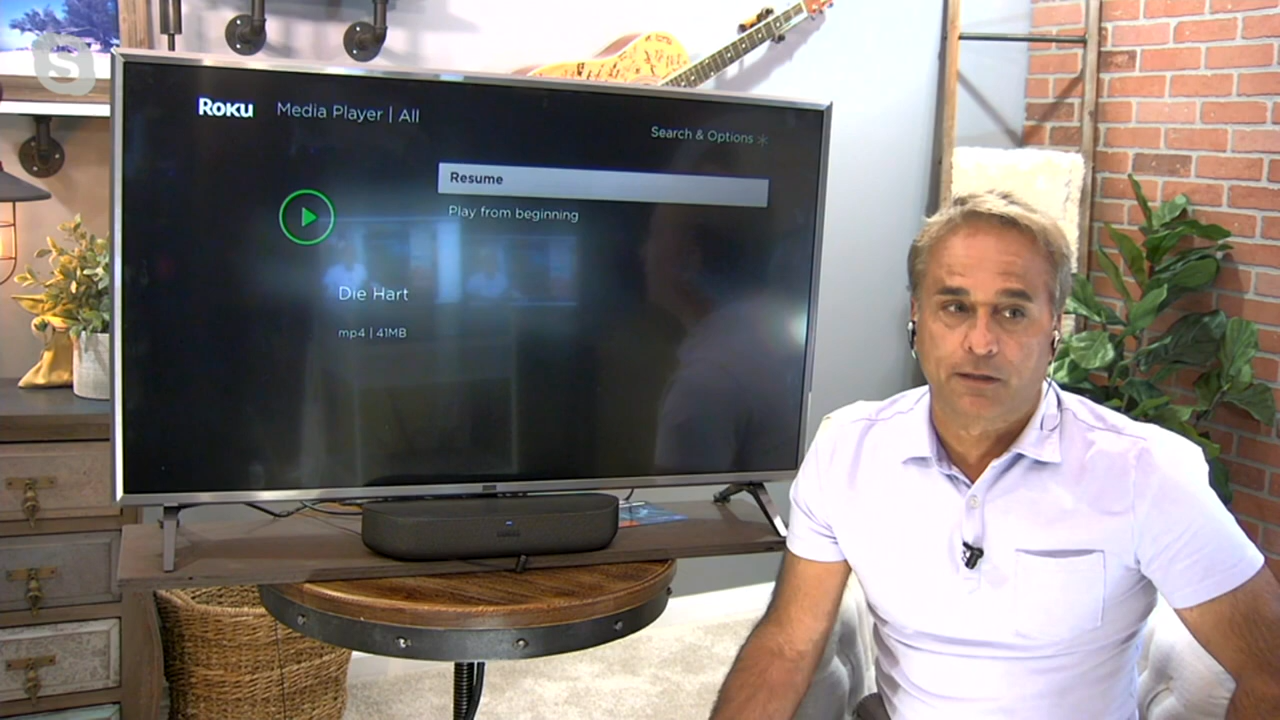 S
Roku Media Player | All
Search & Options *
Resume
Play from beginning
Die Hart
mp4 | 41MB